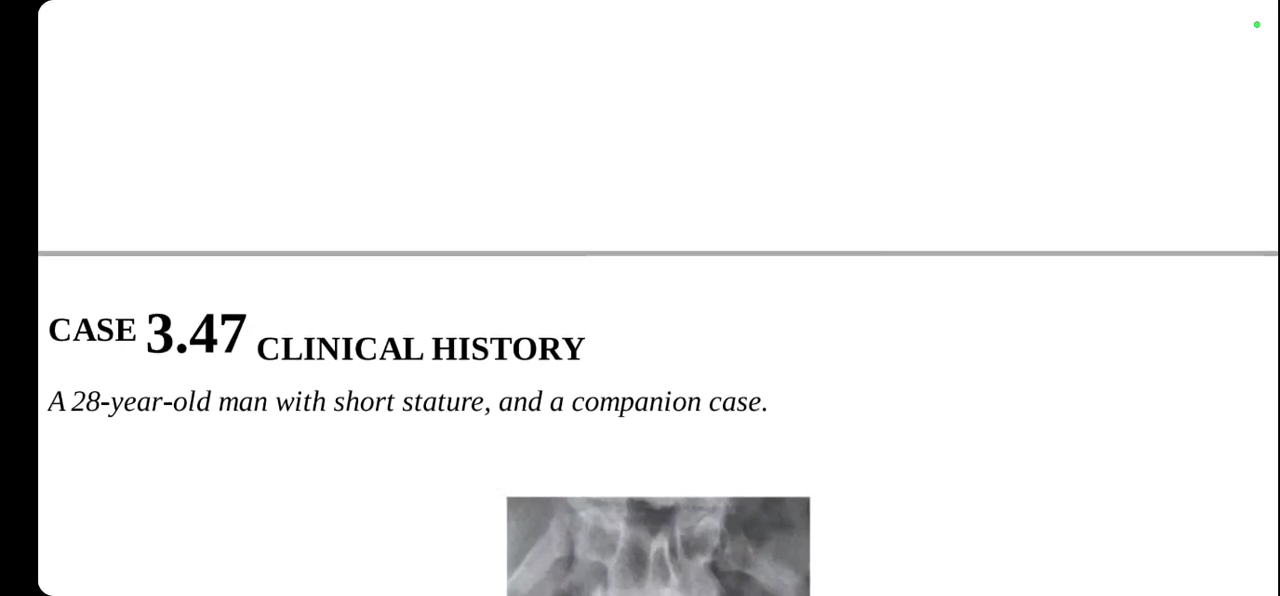 CASE 3.47 CLINICAL HISTORY
A 28-year-old man with short stature, and a companion case.